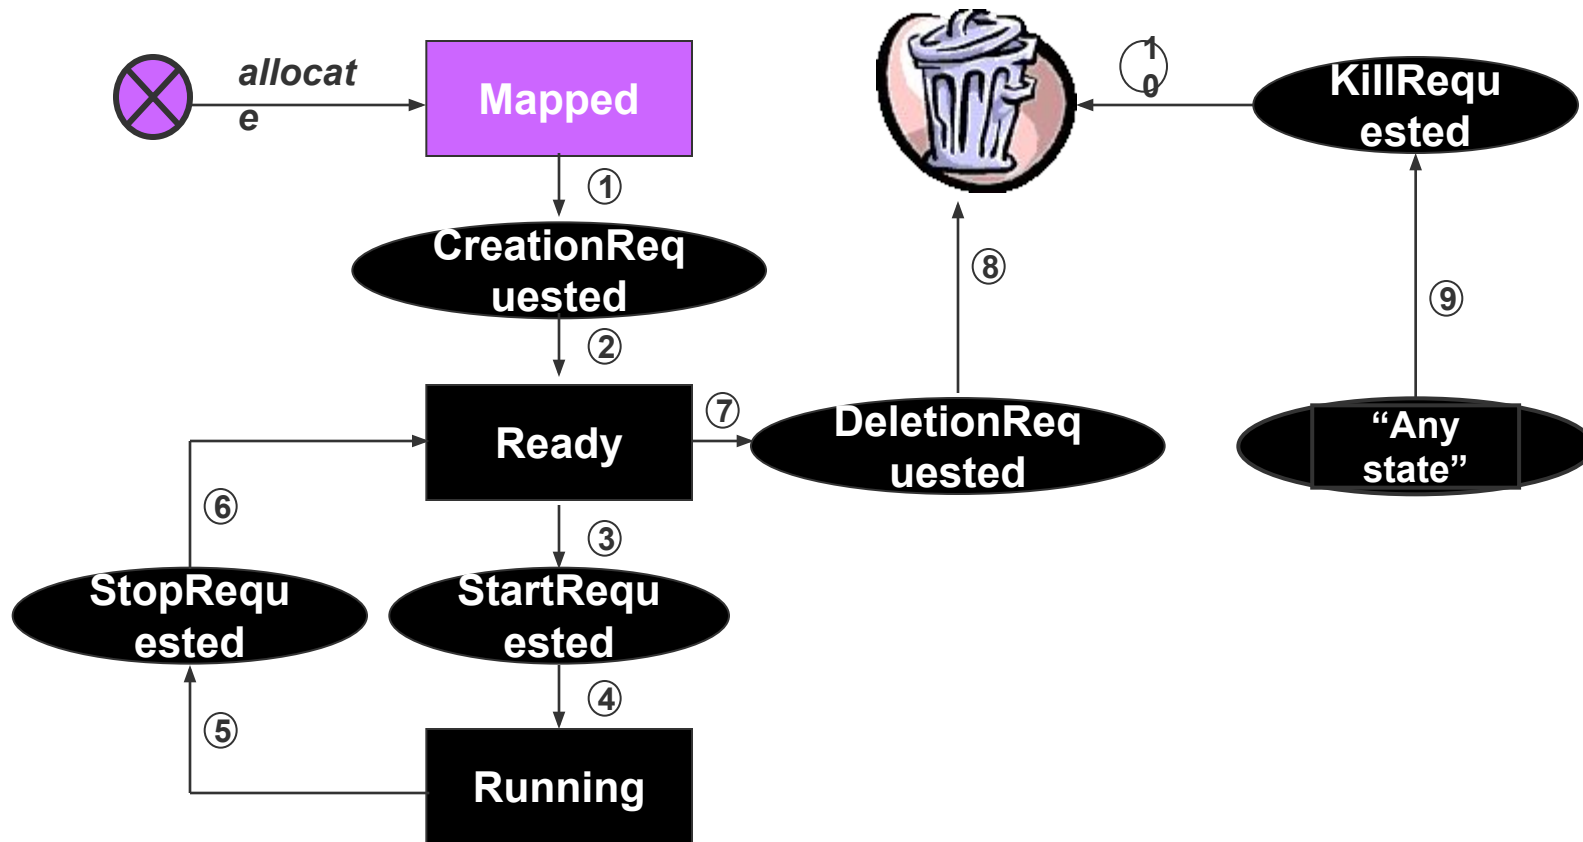 allocat
e
Mapped
1
0
KillRequ
ested
1
CreationReq
uested
8
9
2
Ready
7
DeletionReq
uested
“Any
state”
6
3
StopRequ
ested
StartRequ
ested
5
4
Running